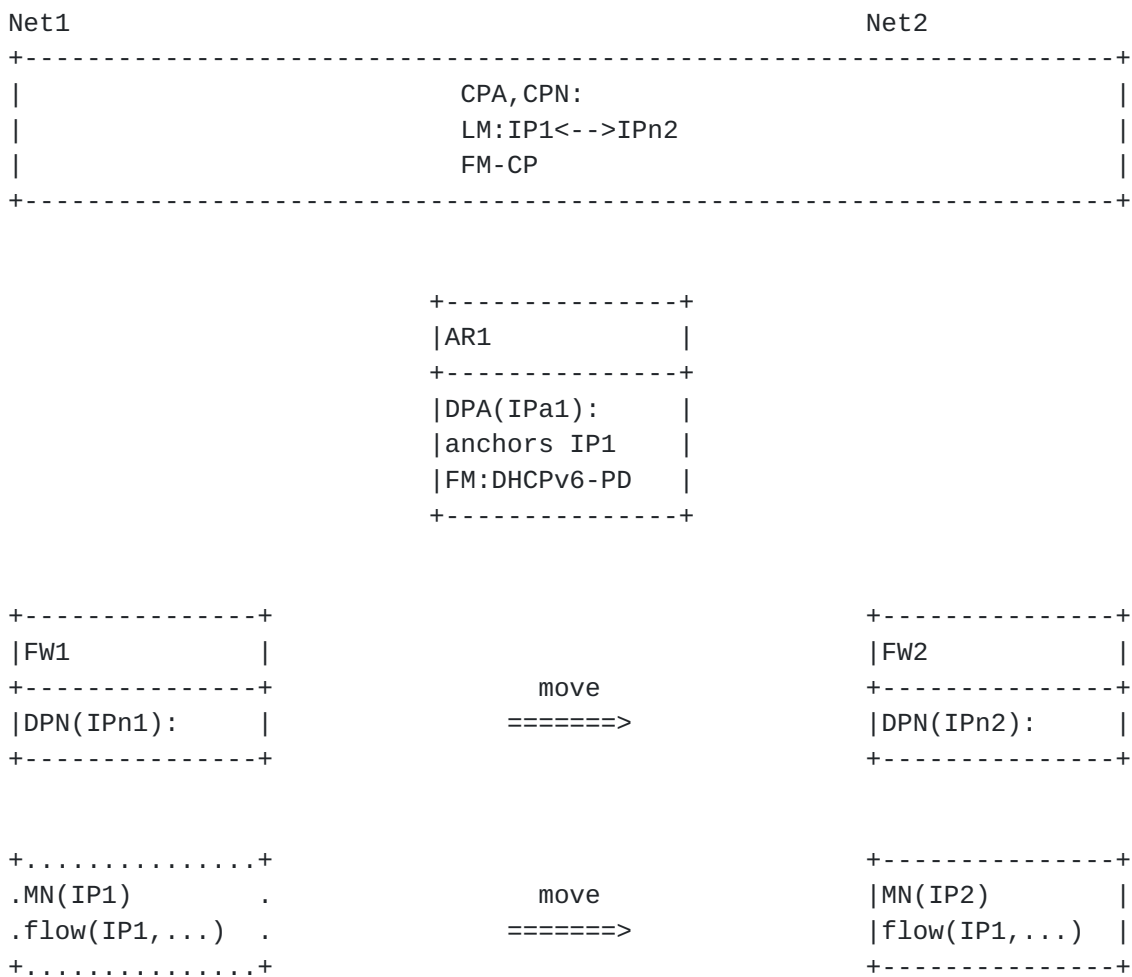 Net1                                                    Net2
+-----------------------------------------------------------------------+
|                             CPA,CPN:                                  |
|                             LM:IP1<-->IPn2                            |
|                             FM-CP                                     |
+-----------------------------------------------------------------------+
+---------------+
|AR1            |
+---------------+
|DPA(IPa1):     |
|anchors IP1    |
|FM:DHCPv6-PD   |
+---------------+
+---------------+                                       +---------------+
|FW1            |                                       |FW2            |
+---------------+                 move                  +---------------+
|DPN(IPn1):     |               =======>                |DPN(IPn2):     |
+---------------+                                       +---------------+
+...............+                                       +---------------+
.MN(IP1)        .                 move                  |MN(IP2)        |
.flow(IP1,...)  .               =======>                |flow(IP1,...)  |
+...............+                                       +---------------+